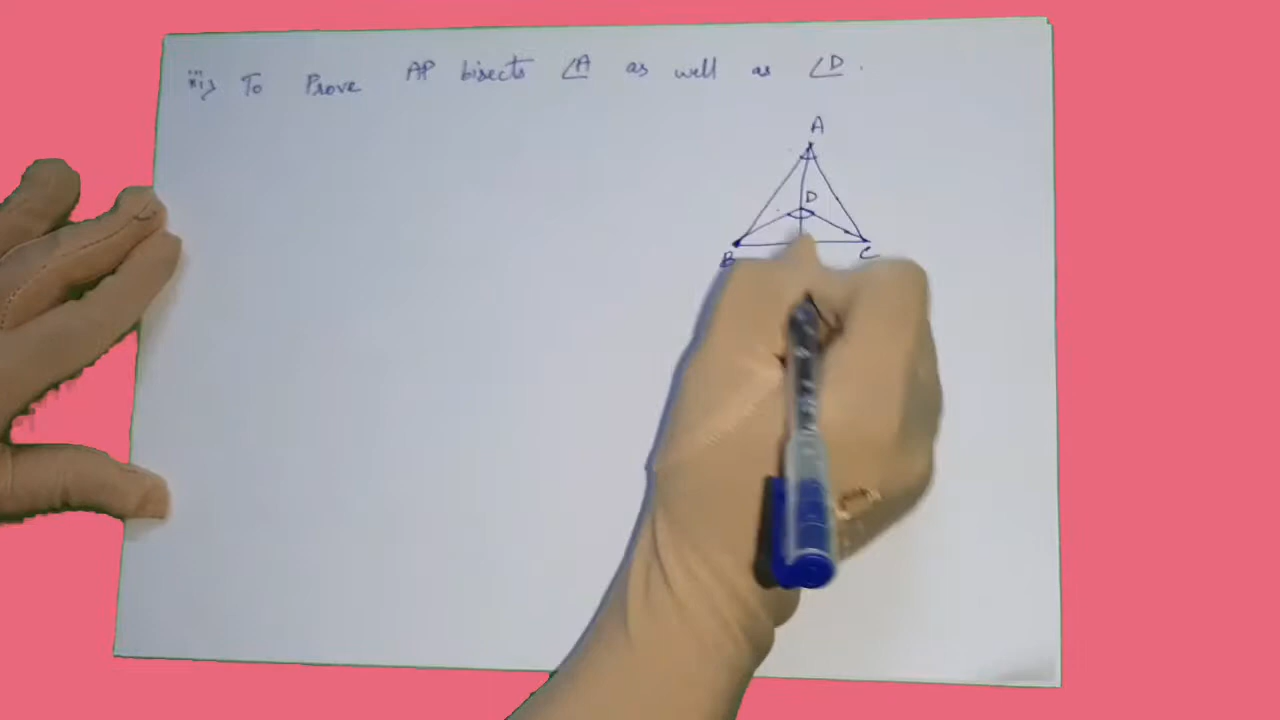 iii) To Prove AP bisects ∠A as well as ∠D.
A
D
B C